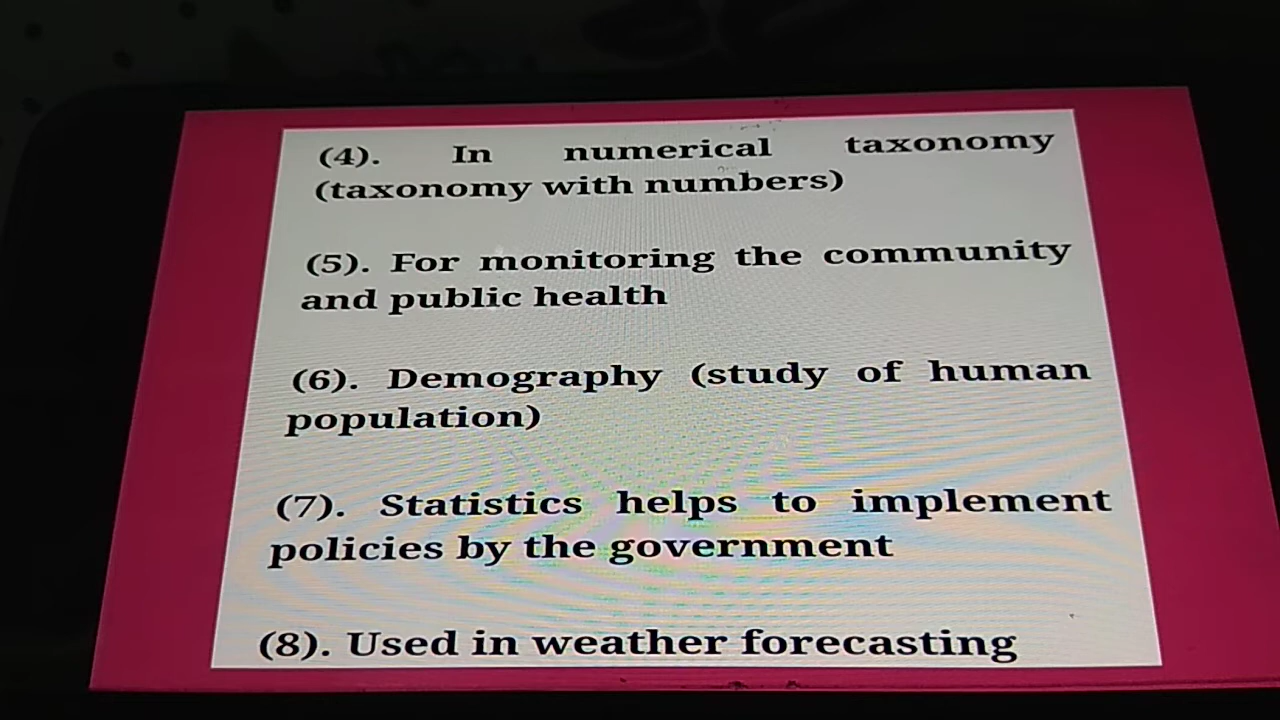 (4). In numerical taxonomy
(taxonomy with numbers)
(5). For monitoring the community
and public health
(6). Demography (study of human
population)
(7). Statistics helps to implement
policies by the government
(8). Used in weather forecasting